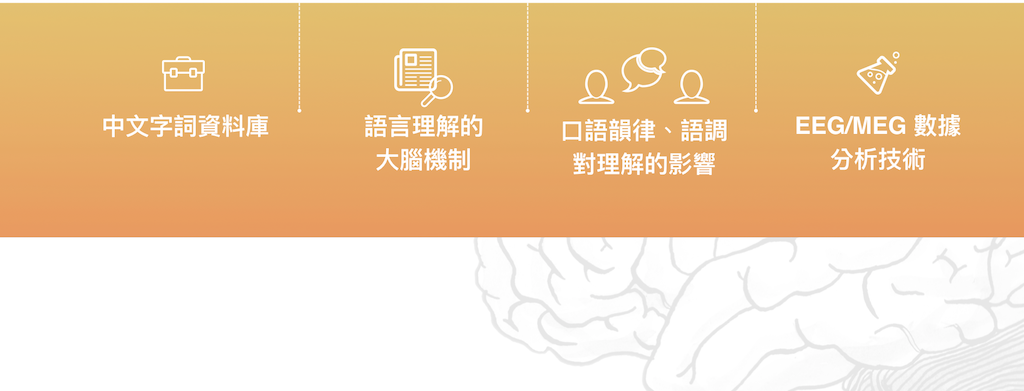 中文字詞資料庫
語言理解的
大腦機制
口語韻律、語調
對理解的影響
EEG/MEG 數據
分析技術